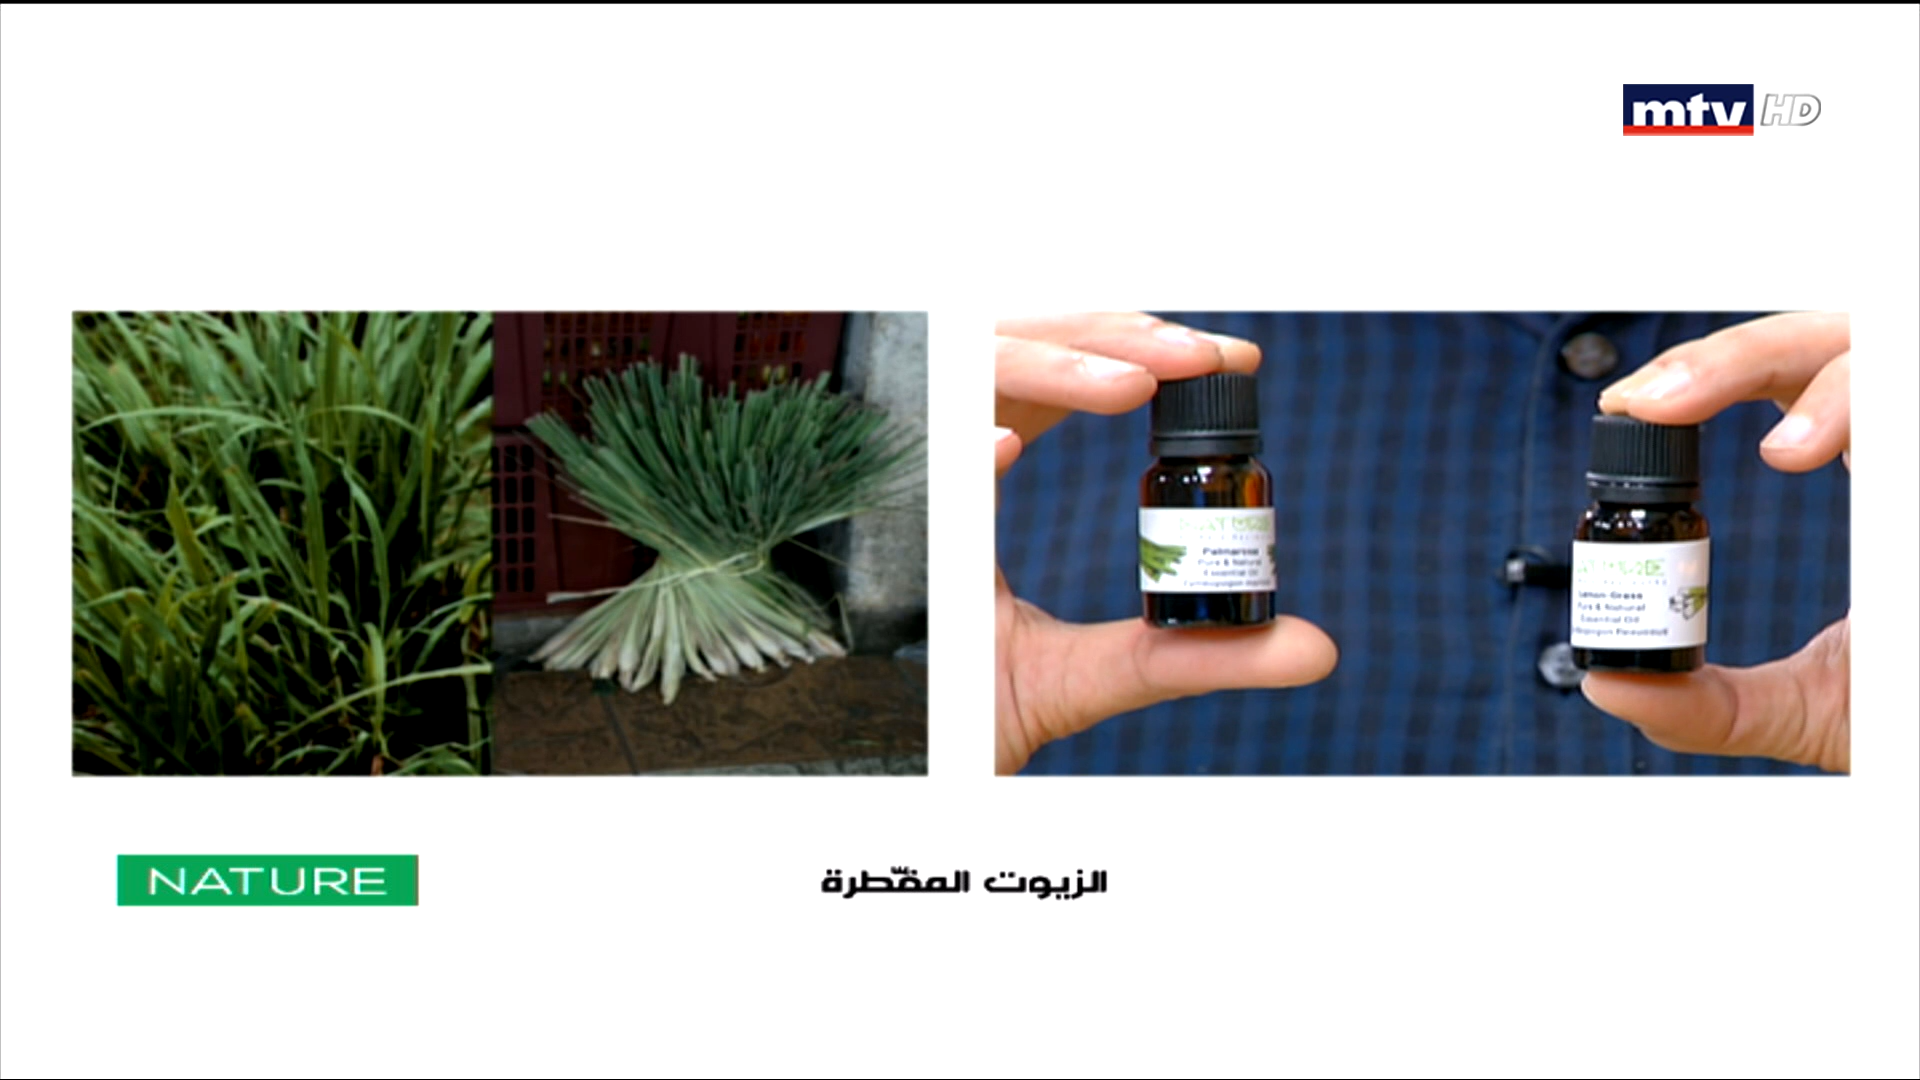 mtv HD
Palmarosa
Pure & Natural
Essential Oil
Lemon-Grass
Pure & Natural
Essential Oil
NATURE
الزيوت المقطّرة